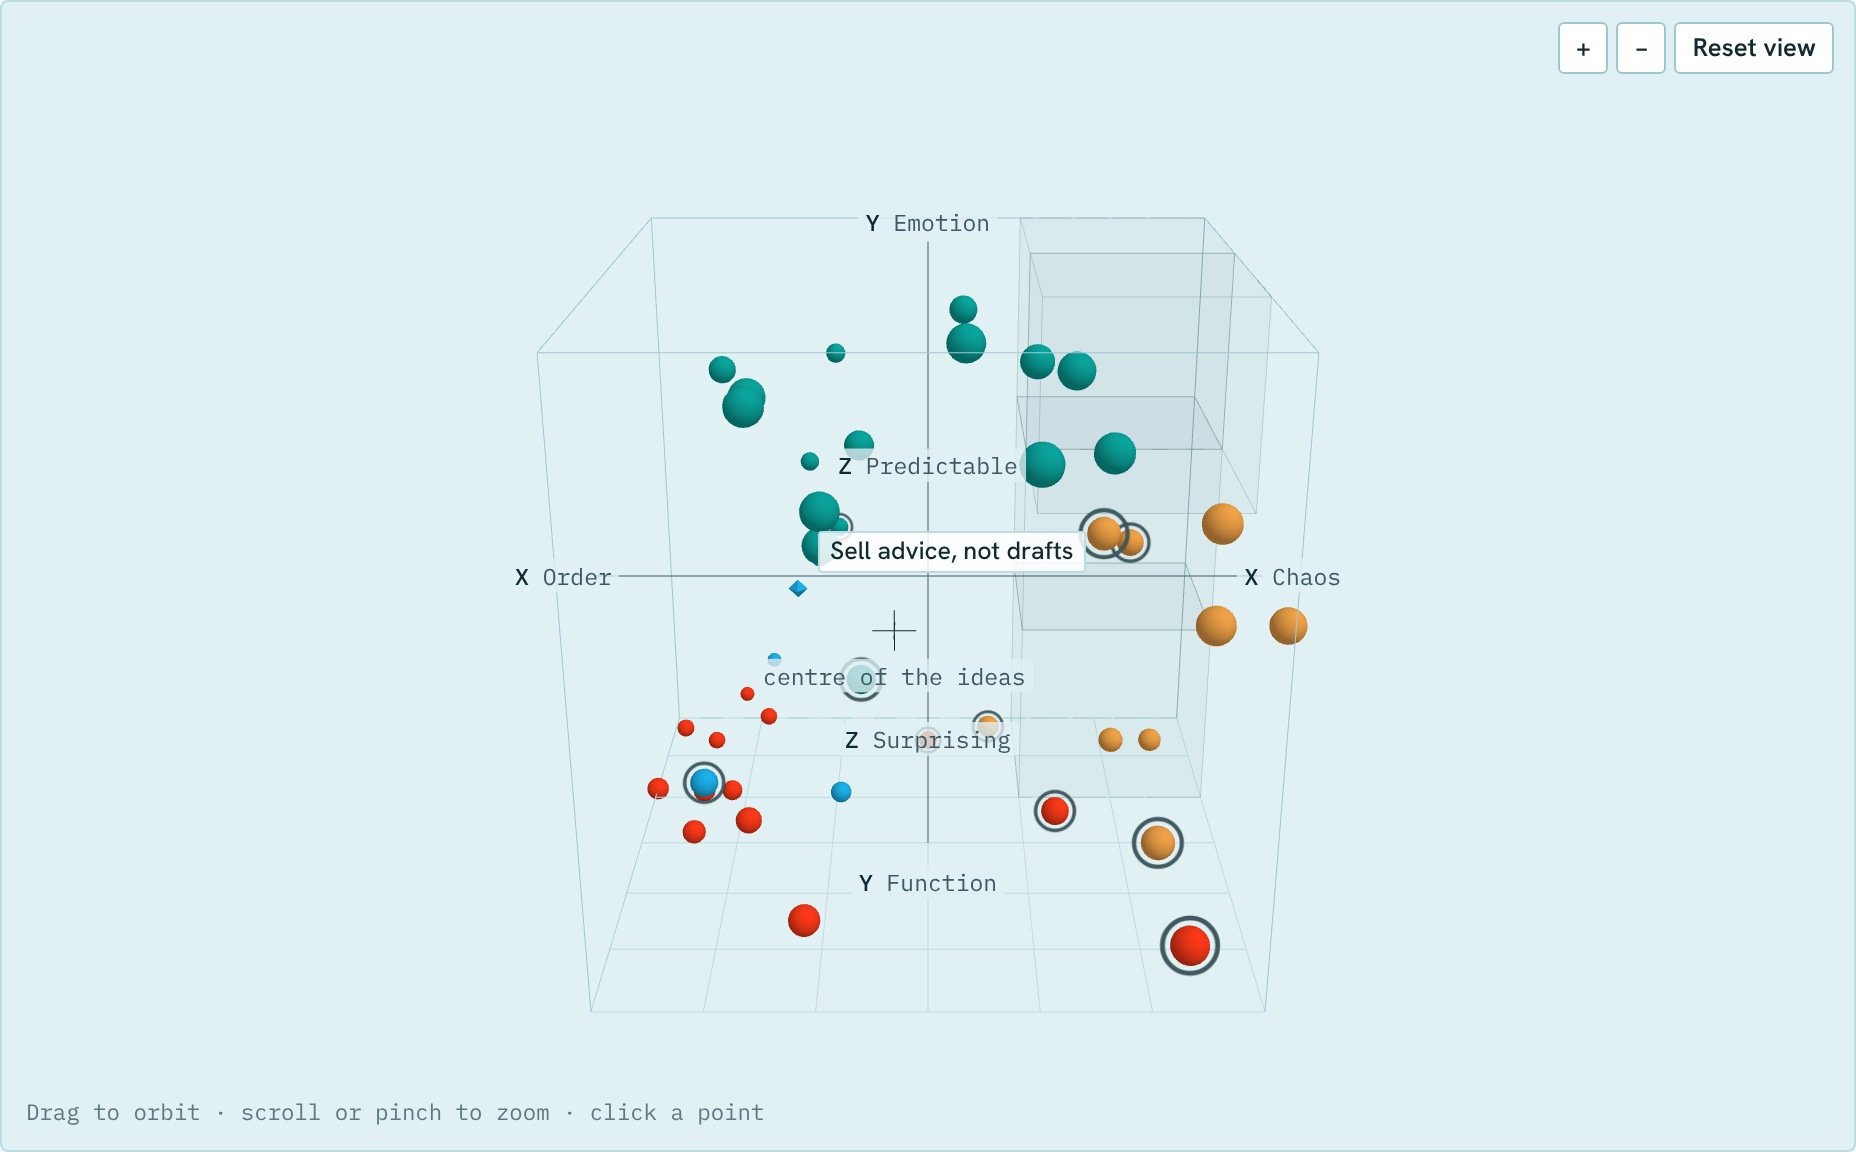 +
-
Reset view
Y Emotion
Z Predictable
Sell advice, not drafts
X Order
X Chaos
centre of the ideas
Z Surprising
Y Function
Drag to orbit · scroll or pinch to zoom · click a point